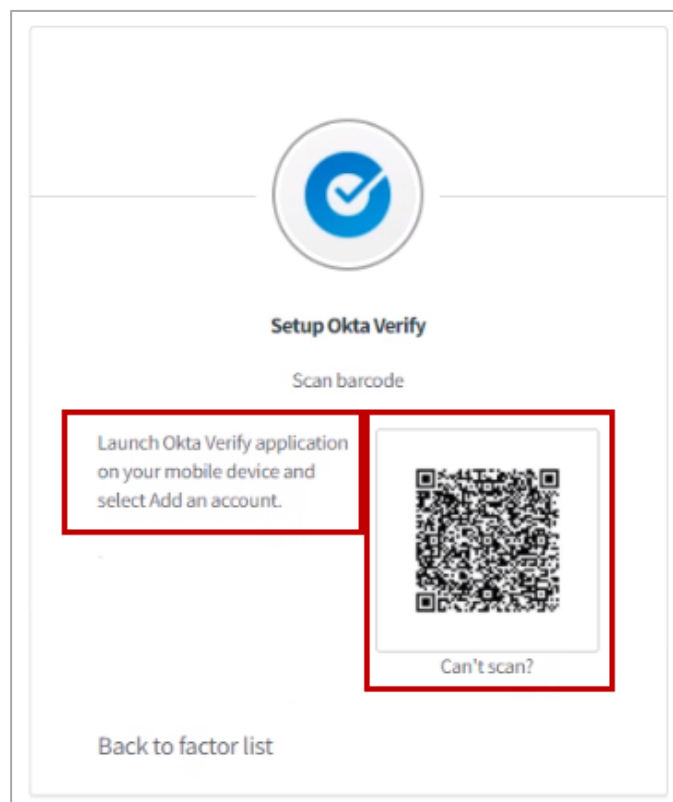 Setup Okta Verify
Scan barcode
Launch Okta Verify application
on your mobile device and
select Add an account.
Can't scan?
Back to factor list